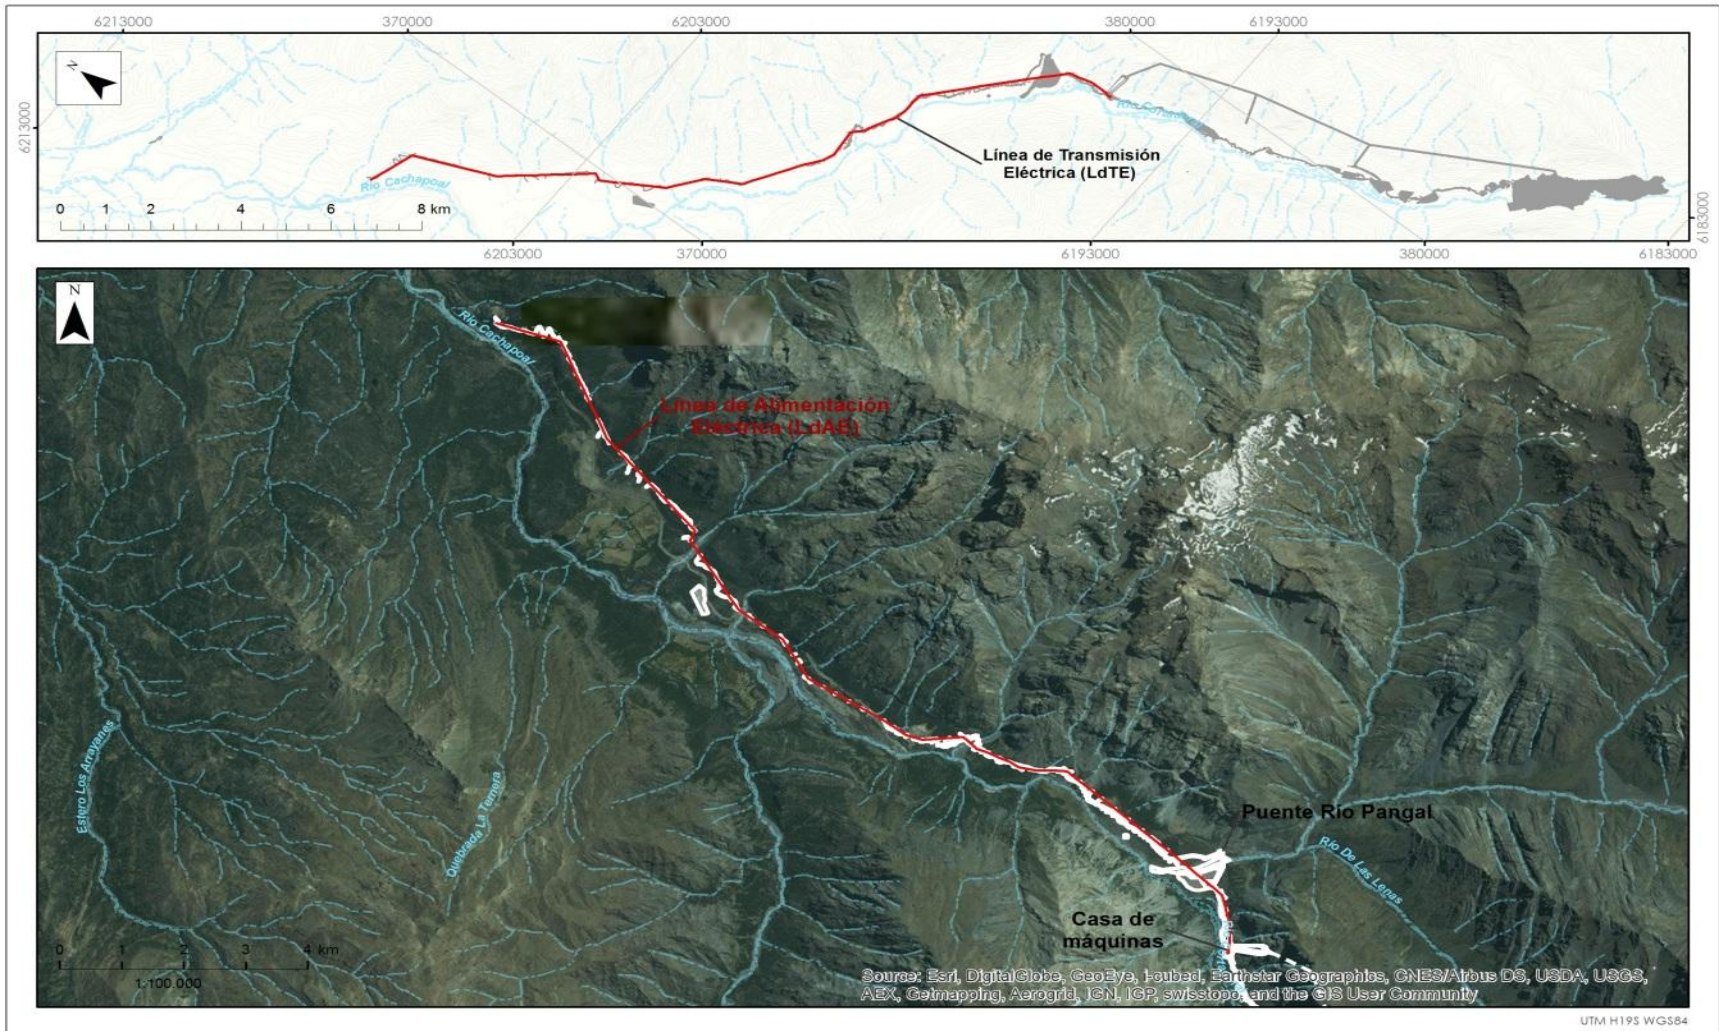 6213000
370000
6203000
380000
6193000
N
6213000
Río Cachapoal
0 1 2 4 6 8 km
Línea de Transmisión
Eléctrica (LdTE)
6183000
6203000
370000
6193000
380000
6183000
N
Río Cachapoal
Línea de Alimentación
Eléctrica (LdAE)
Estero Los Arrayanes
Quebrada La Ternera
Puente Río Pangal
Río De Las Lenas
Casa de
máquinas
0 1 2 3 4 km
1:100.000
Source: Esri, DigitalGlobe, GeoEye, i-cubed, Earthstar Geographics, CNES/Airbus DS, USDA, USGS,
AEX, Getmapping, Aerogrid, IGN, IGP, swisstopo, and the GIS User Community
UTM H19S WGS84